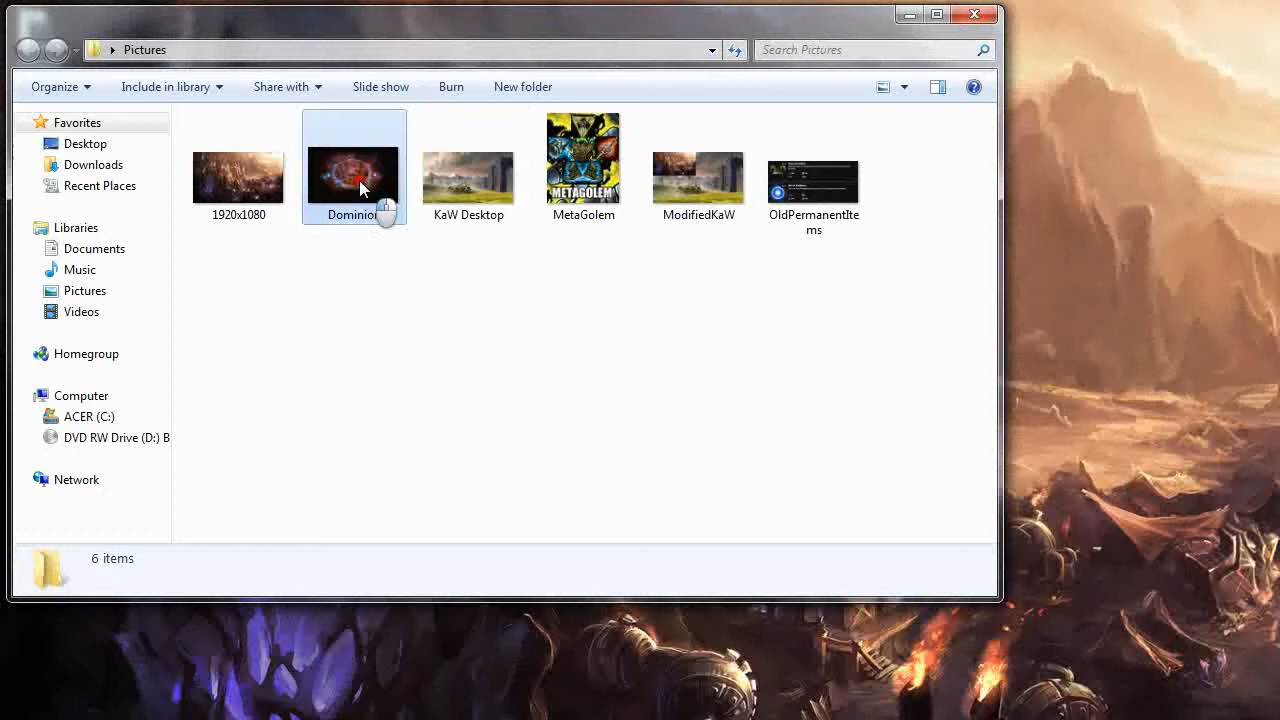 Pictures
Search Pictures
Organize
Include in library
Share with
Slide show
Burn
New folder
Favorites
Desktop
Downloads
Recent Places
Libraries
Documents
Music
Pictures
Videos
Homegroup
Computer
ACER (C:)
DVD RW Drive (D:) B
Network
METAGOLEM
1920x1080
Dominion
KaW Desktop
MetaGolem
ModifiedKaW
OldPermanentIte
ms
6 items